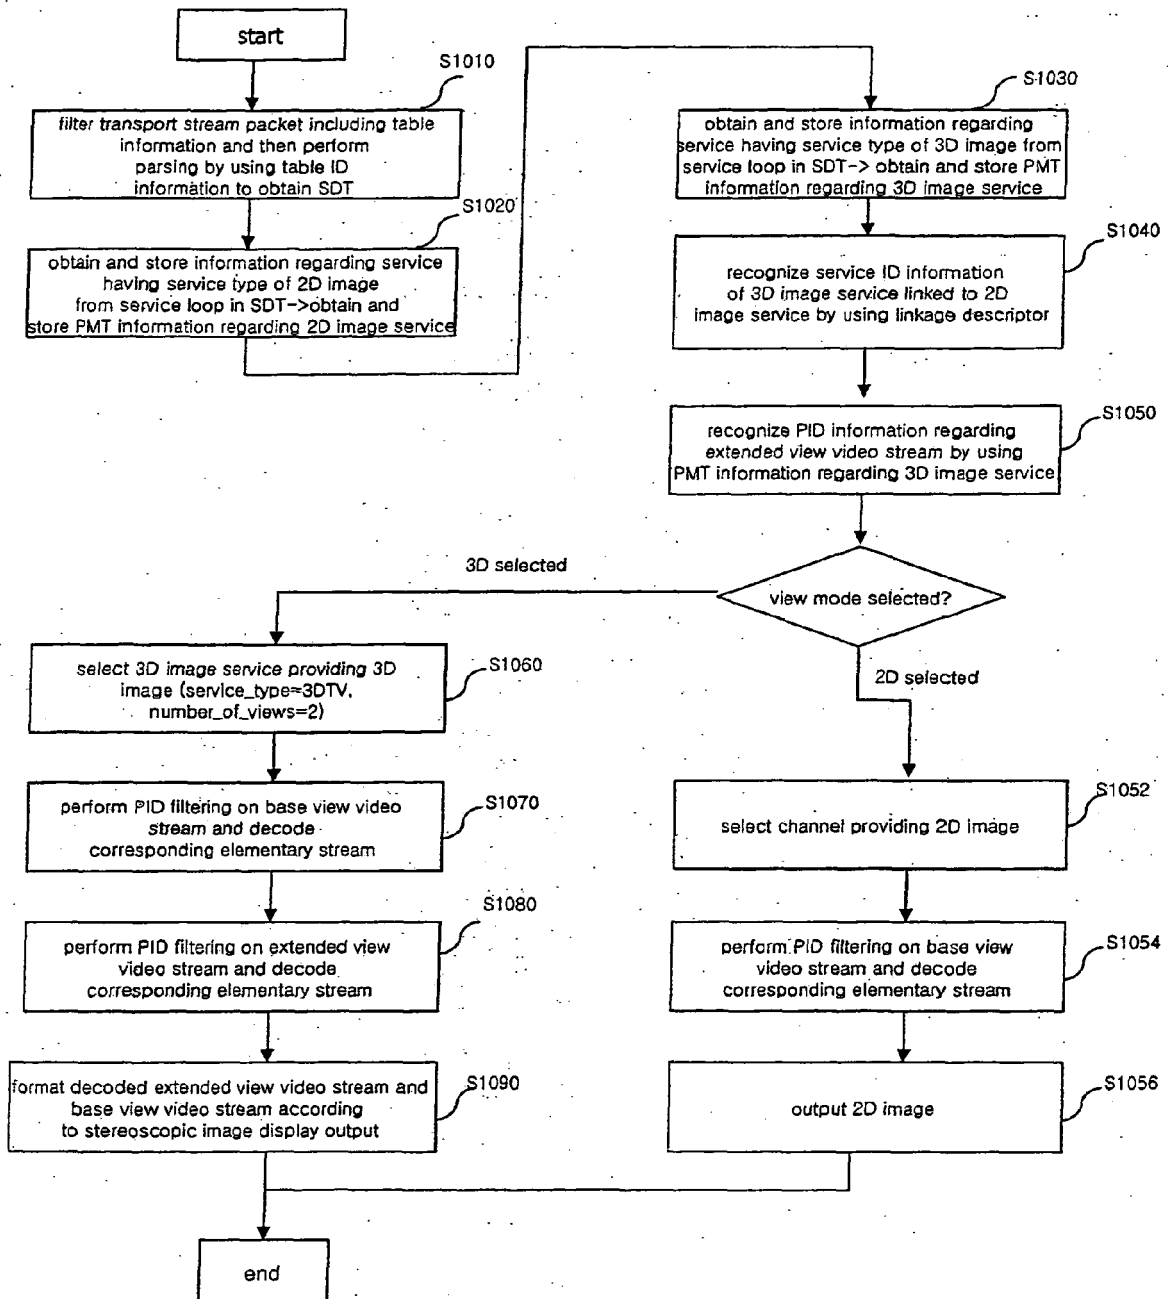 start
S1010
filter transport stream packet including table
information and then perform
parsing by using table ID
information to obtain SDT
S1020
obtain and store information regarding service
having service type of 2D image
from service loop in SDT->obtain and
store PMT information regarding 2D image service
S1030
obtain and store information regarding
service having service type of 3D image from
service loop in SDT-> obtain and store PMT
information regarding 3D image service
S1040
recognize service ID information
of 3D image service linked to 2D
image service by using linkage descriptor
S1050
recognize PID information regarding
extended view video stream by using
PMT information regarding 3D image service
view mode selected?
3D selected
2D selected
select 3D image service providing 3D
image (service_type=3DTV,
number_of_views=2)
S1060
perform PID filtering on base view video
stream and decode
corresponding elementary stream
S1070
perform PID filtering on extended view
video stream and decode
corresponding elementary stream
S1080
format decoded extended view video stream and
base view video stream according
to stereoscopic image display output
S1090
select channel providing 2D image
S1052
perform PID filtering on base view
video stream and decode
corresponding elementary stream
S1054
output 2D image
S1056
end